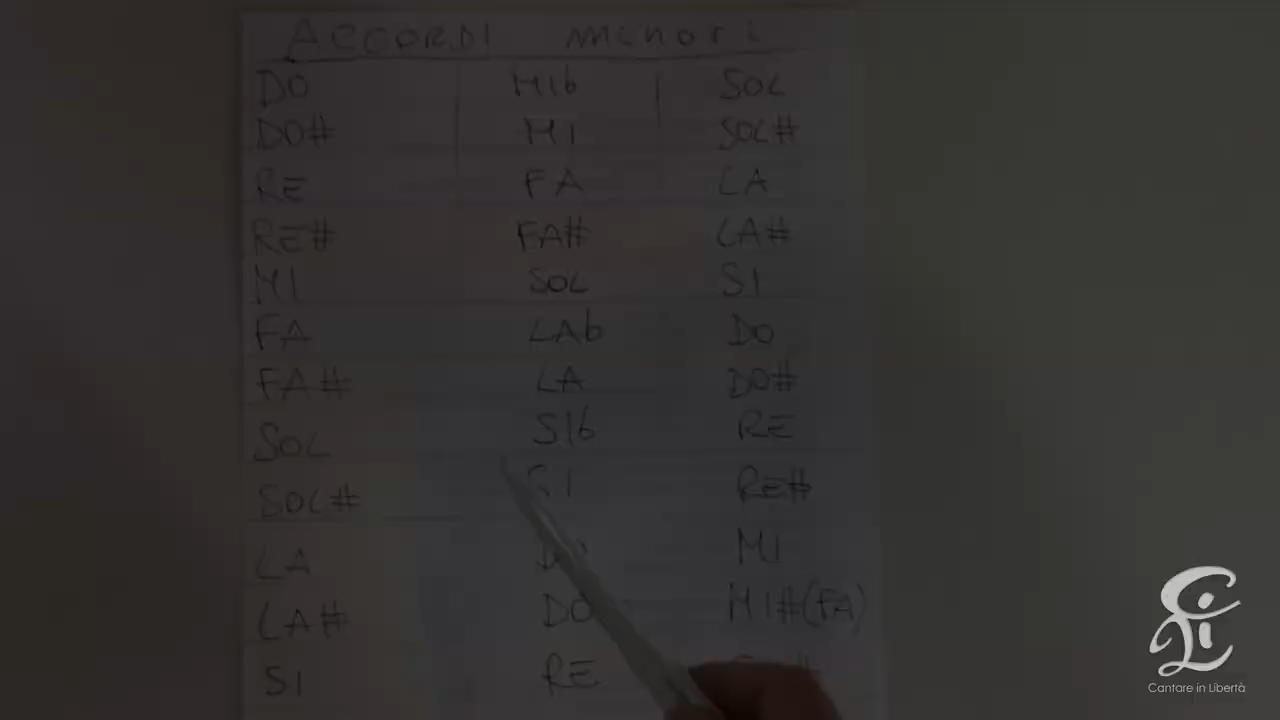 ACCORDI minori
DO MIb SOL
DO# MI SOL#
RE FA LA
RE# FA# LA#
MI SOL SI
FA LAb DO
FA# LA DO#
SOL SIb RE
SOL# SI RE#
LA MI
LA# MI#(FA)
SI RE
Cantare in Libertà